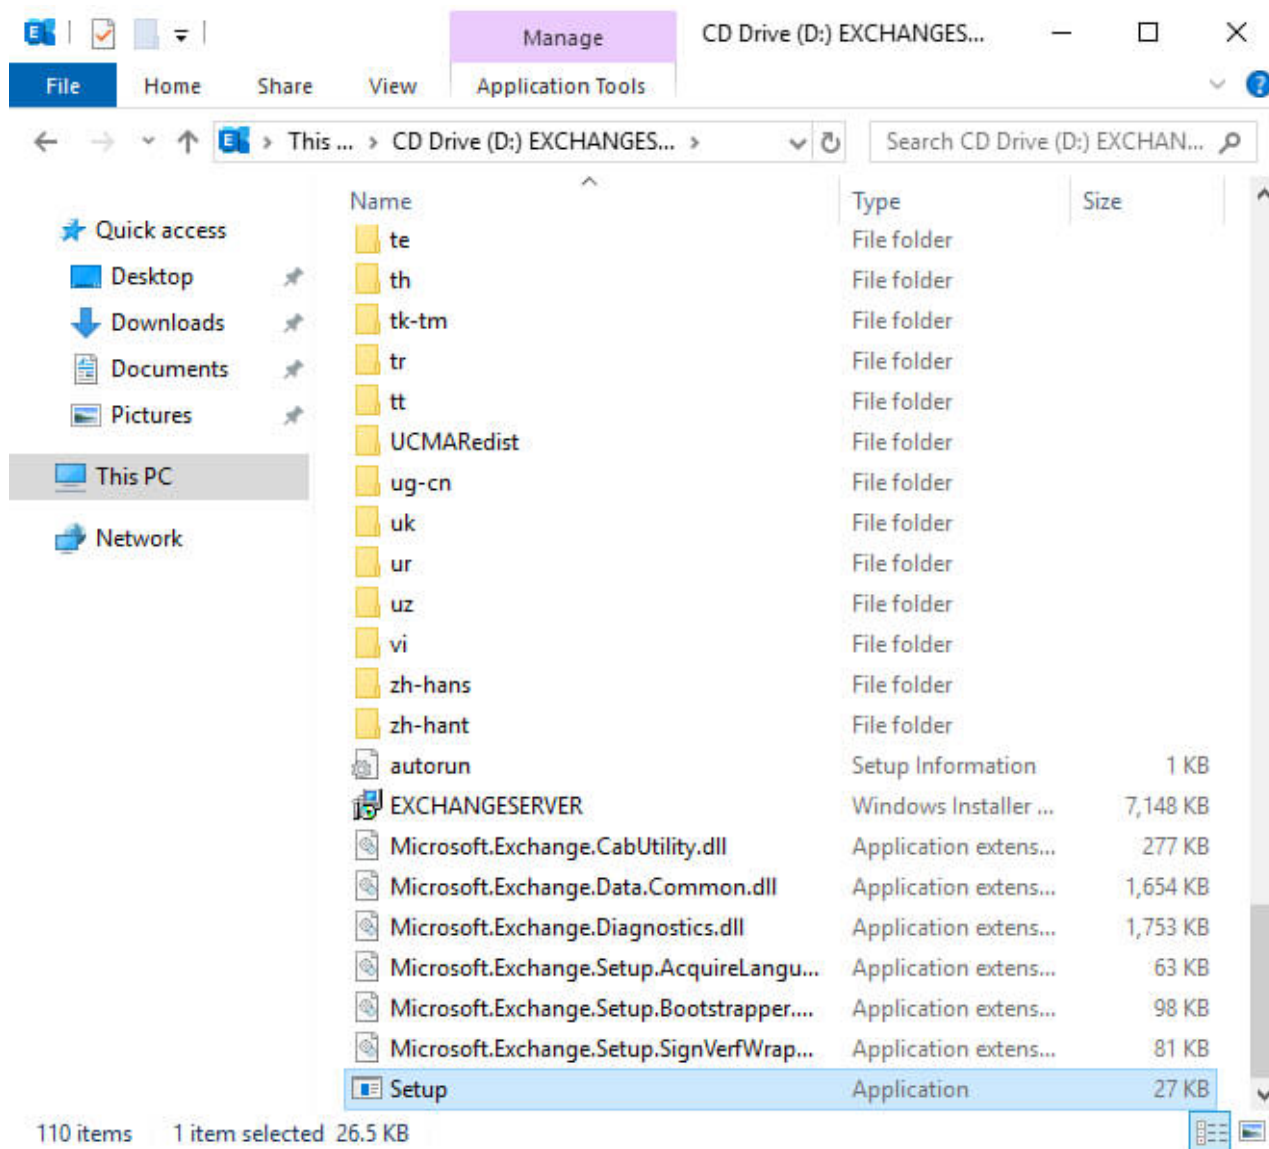 Manage
CD Drive (D:) EXCHANGES...
File
Home
Share
View
Application Tools
This ...
CD Drive (D:) EXCHANGES...
Search CD Drive (D:) EXCHAN...
Quick access
Desktop
Downloads
Documents
Pictures
This PC
Network
Name Type Size
te File folder
th File folder
tk-tm File folder
tr File folder
tt File folder
UCMARedist File folder
ug-cn File folder
uk File folder
ur File folder
uz File folder
vi File folder
zh-hans File folder
zh-hant File folder
autorun Setup Information 1 KB
EXCHANGESERVER Windows Installer ... 7,148 KB
Microsoft.Exchange.CabUtility.dll Application extens... 277 KB
Microsoft.Exchange.Data.Common.dll Application extens... 1,654 KB
Microsoft.Exchange.Diagnostics.dll Application extens... 1,753 KB
Microsoft.Exchange.Setup.AcquireLangu... Application extens... 63 KB
Microsoft.Exchange.Setup.Bootstrapper.... Application extens... 98 KB
Microsoft.Exchange.Setup.SignVerfWrap... Application extens... 81 KB
Setup Application 27 KB
110 items 1 item selected 26.5 KB